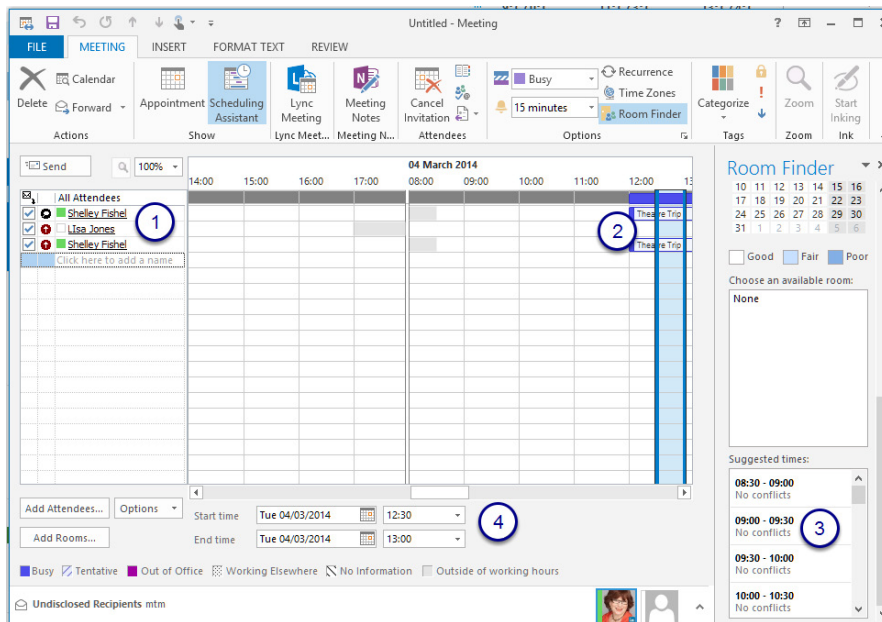 Untitled - Meeting
?
FILE MEETING INSERT FORMAT TEXT REVIEW
Delete
Calendar
Forward
Actions
Appointment
Scheduling
Assistant
Show
Lync
Meeting
Lync Meet...
Meeting
Notes
Meeting N...
Cancel
Invitation
Attendees
Busy
15 minutes
Recurrence
Time Zones
Room Finder
Options
Categorize
Tags
Zoom
Zoom
Start
Inking
Ink
Send
100%
04 March 2014
14:00 15:00 16:00 17:00 08:00 09:00 10:00 11:00 12:00 13
All Attendees
Shelley Fishel
LIsa Jones
Shelley Fishel
Click here to add a name
1
2
Theatre Trip
Theatre Trip
Add Attendees... Options
Add Rooms...
Start time Tue 04/03/2014 12:30
End time Tue 04/03/2014 13:00
4
Busy Tentative Out of Office Working Elsewhere No Information Outside of working hours
Undisclosed Recipients mtm
Room Finder
10 11 12 13 14 15 16
17 18 19 20 21 22 23
24 25 26 27 28 29 30
31 1 2 3 4 5 6
Good Fair Poor
Choose an available room:
None
Suggested times:
08:30 - 09:00
No conflicts
09:00 - 09:30
No conflicts
3
09:30 - 10:00
No conflicts
10:00 - 10:30
No conflicts